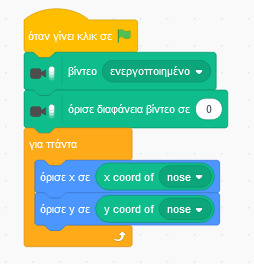 όταν γίνει κλικ σε
βίντεο ενεργοποιημένο
όρισε διαφάνεια βίντεο σε 0
για πάντα
όρισε x σε x coord of nose
όρισε y σε y coord of nose